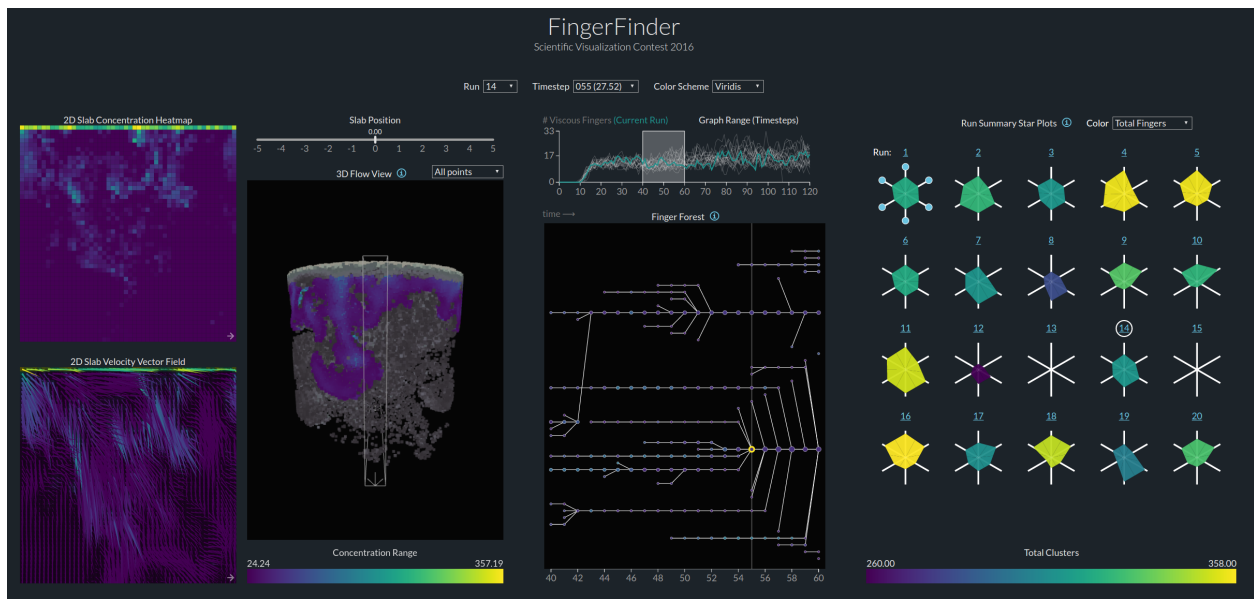 FingerFinder
Scientific Visualization Contest 2016
Run 14 Timestep 055 (27.52) Color Scheme Viridis
2D Slab Concentration Heatmap
2D Slab Velocity Vector Field
Slab Position
0.00
-5 -4 -3 -2 -1 0 1 2 3 4 5
3D Flow View All points
Concentration Range
24.24 357.19
# Viscous Fingers (Current Run) Graph Range (Timesteps)
33
17
0
10 20 30 40 50 60 70 80 90 100 110 120
time → Finger Forest
40 42 44 46 48 50 52 54 56 58 60
Run Summary Star Plots Color Total Fingers
Run: 1 2 3 4 5
6 7 8 9 10
11 12 13 14 15
16 17 18 19 20
Total Clusters
260.00 358.00